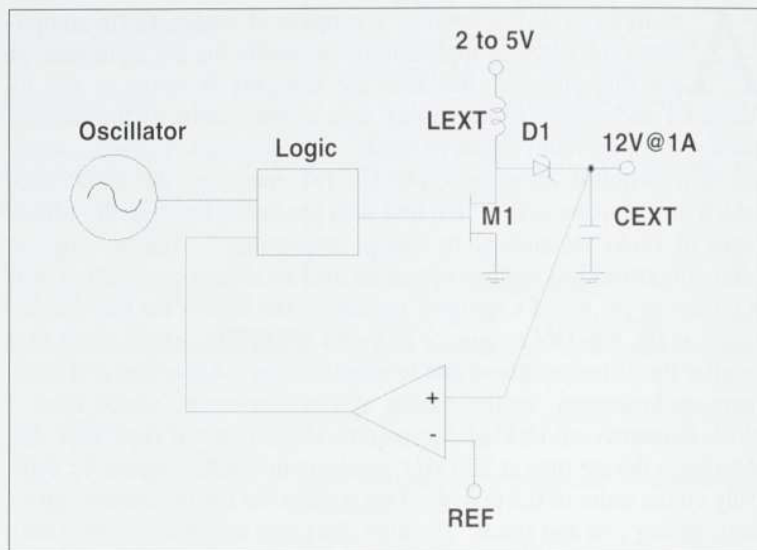 2 to 5V
LEXT
D1
Oscillator
Logic
12V@1A
M1
CEXT
+
-
REF